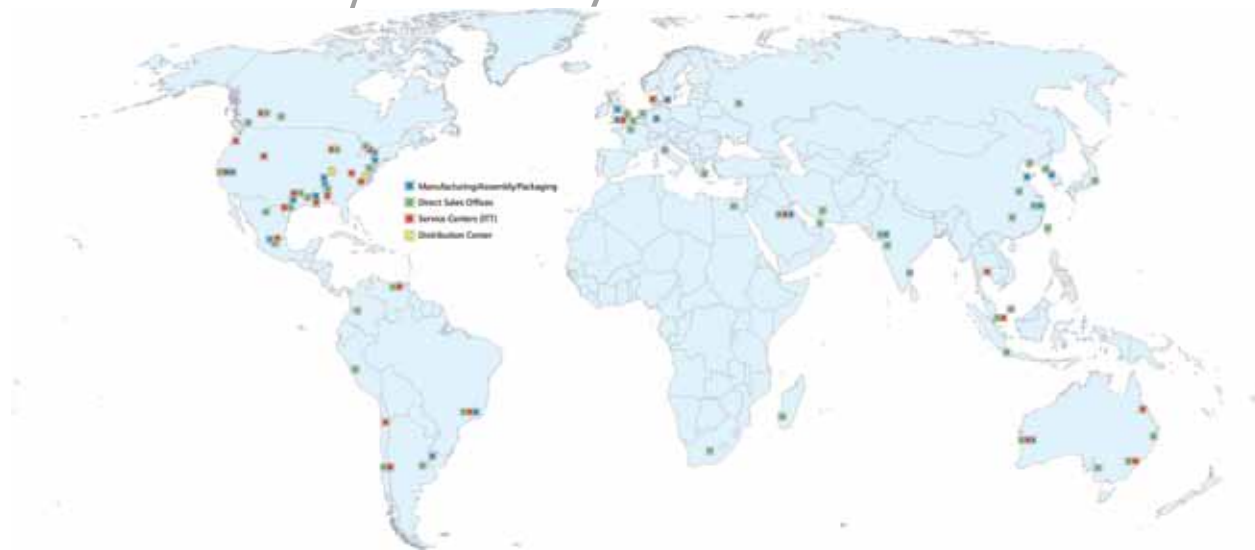 Manufacturing/Assembly/Packaging
Direct Sales Offices
Service Centers (ITT)
Distribution Center